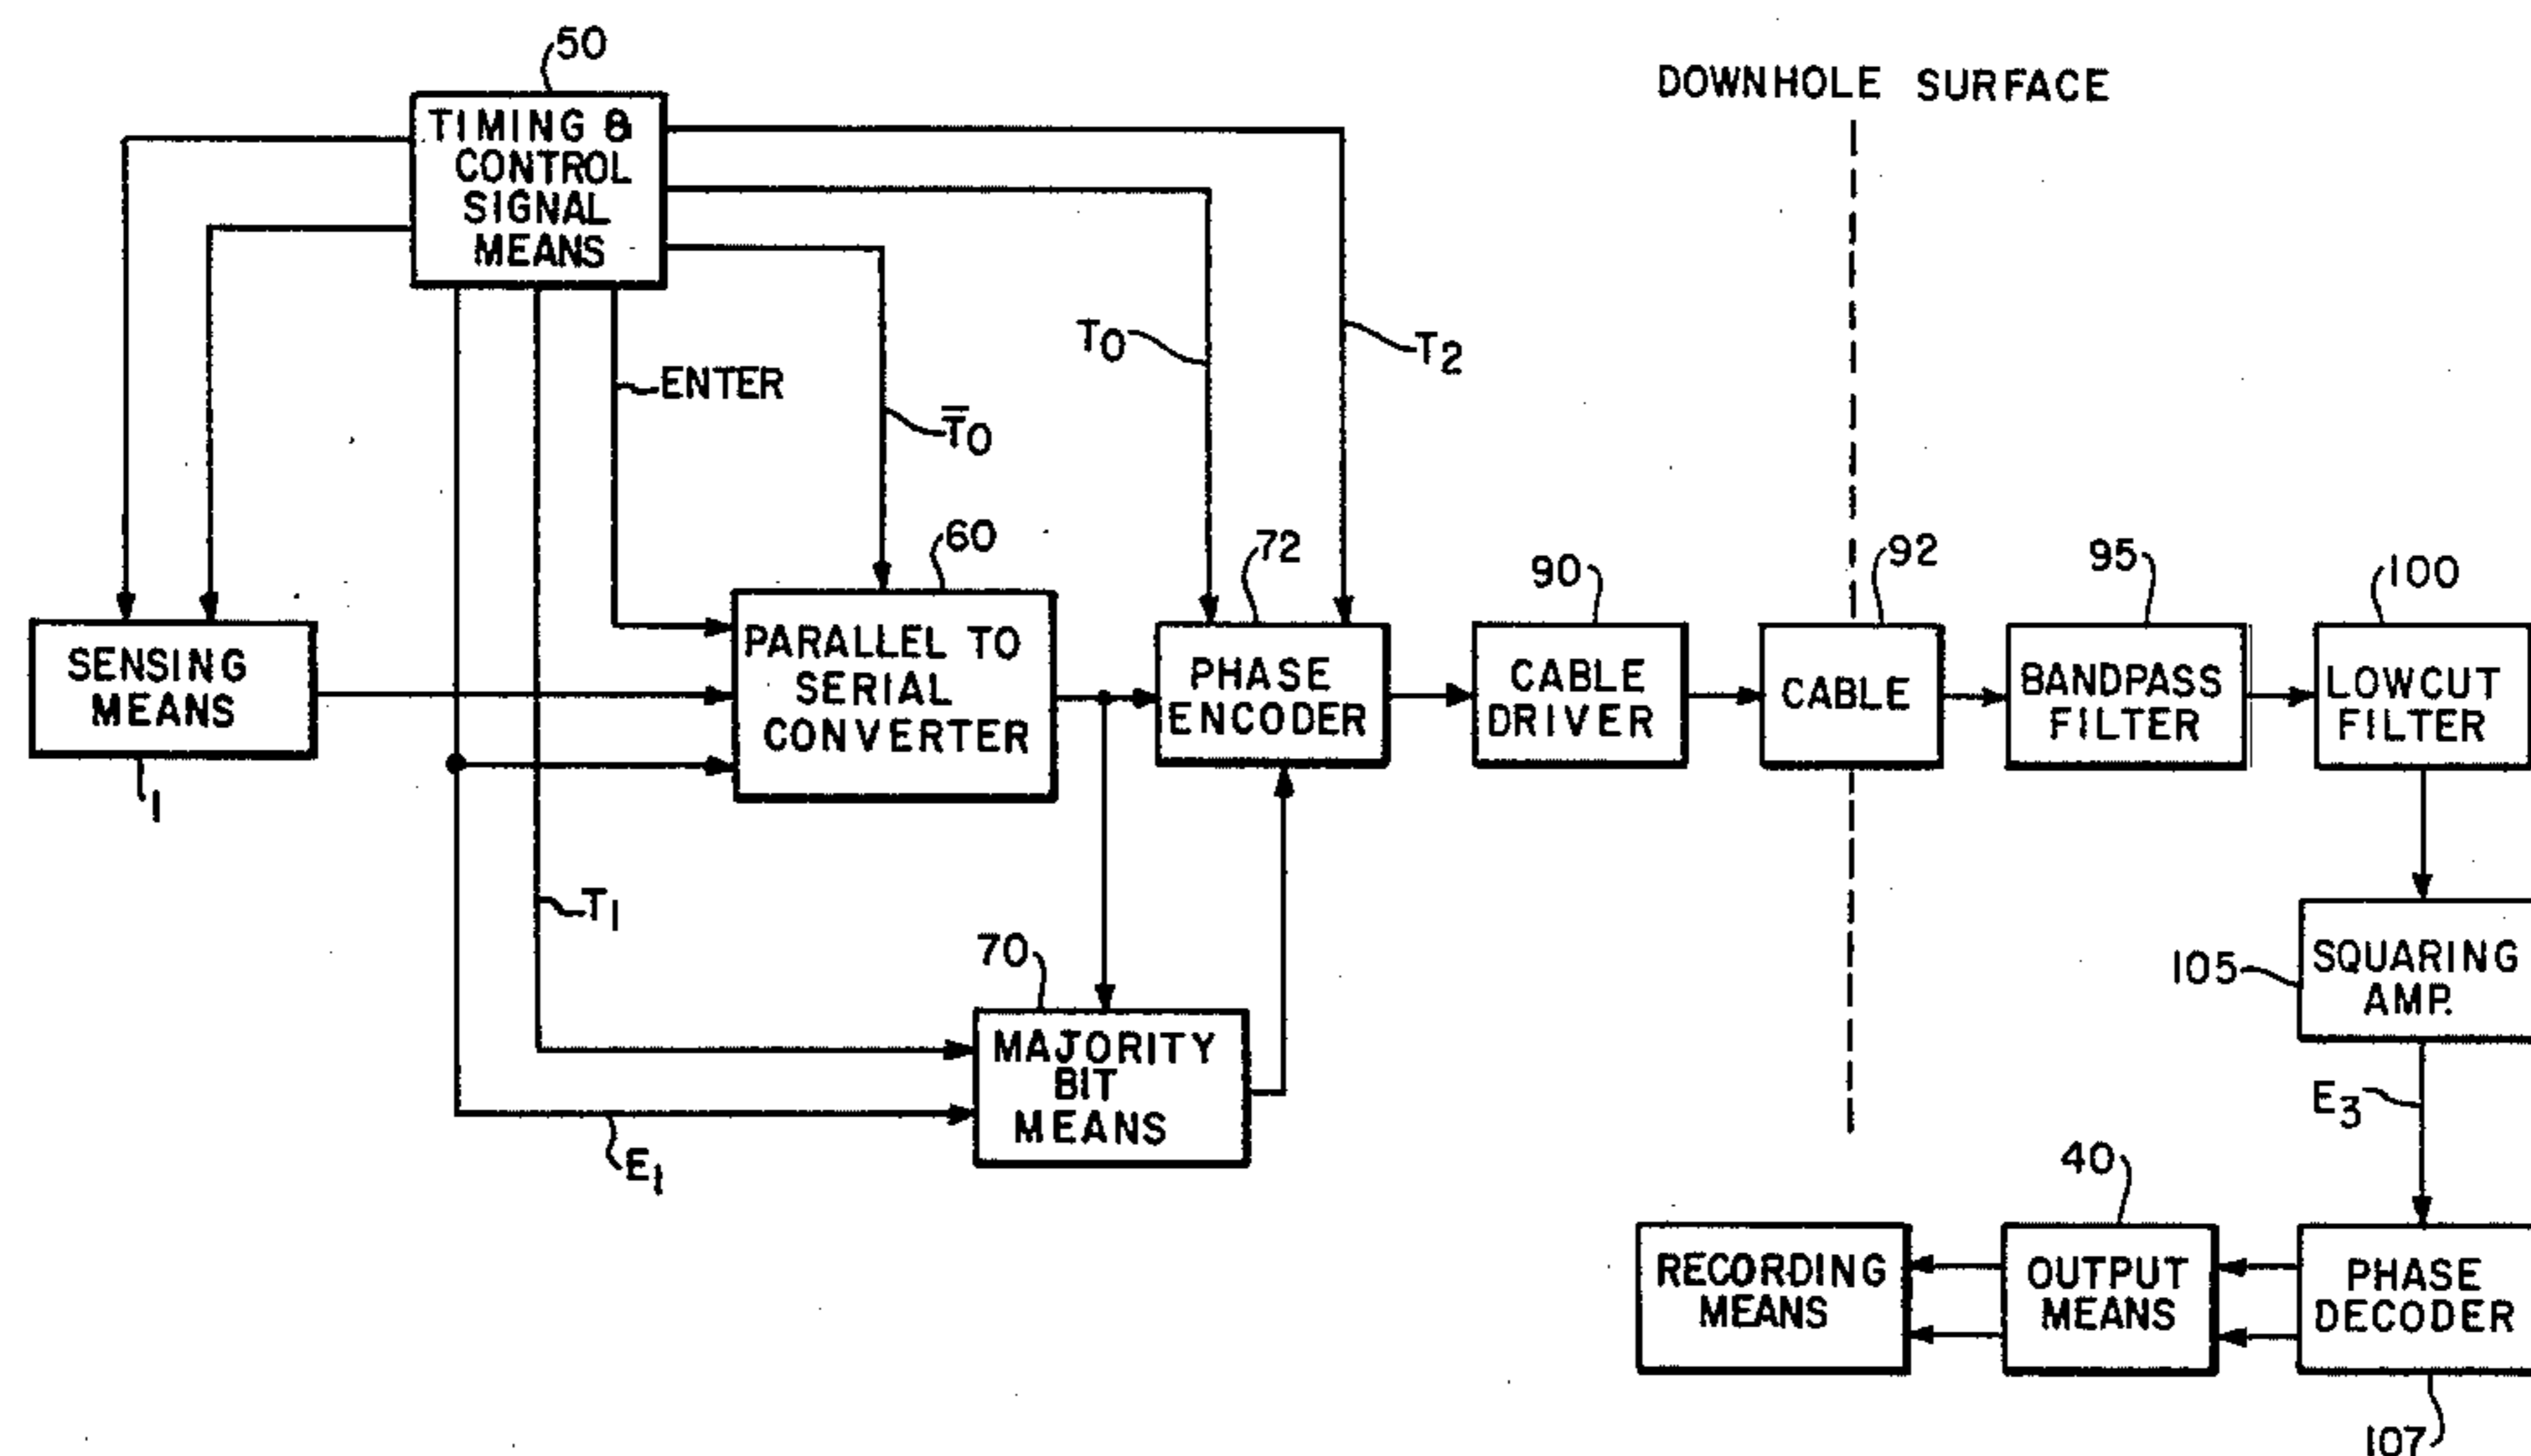 50
DOWNHOLE SURFACE
TIMING &
CONTROL
SIGNAL
MEANS
T0
T2
ENTER
T̅0
60
72
90
92
95
100
SENSING
MEANS
1
PARALLEL TO
SERIAL
CONVERTER
PHASE
ENCODER
CABLE
DRIVER
CABLE
BANDPASS
FILTER
LOWCUT
FILTER
T1
70
MAJORITY
BIT
MEANS
E1
105
SQUARING
AMP.
E3
40
RECORDING
MEANS
OUTPUT
MEANS
PHASE
DECODER
107